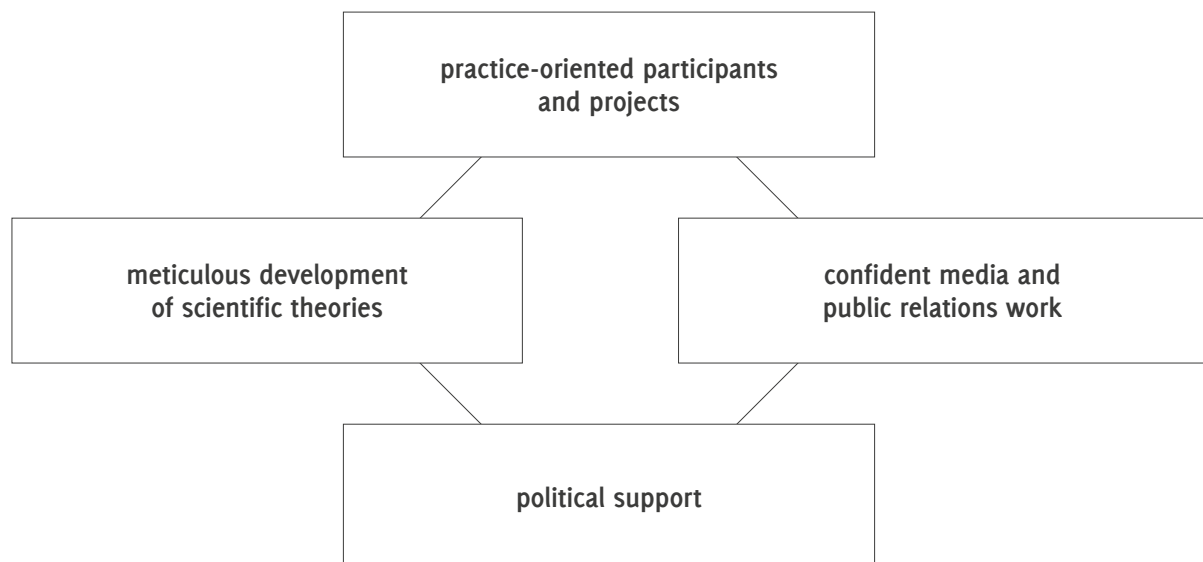 practice-oriented participants
and projects
meticulous development
of scientific theories
confident media and
public relations work
political support